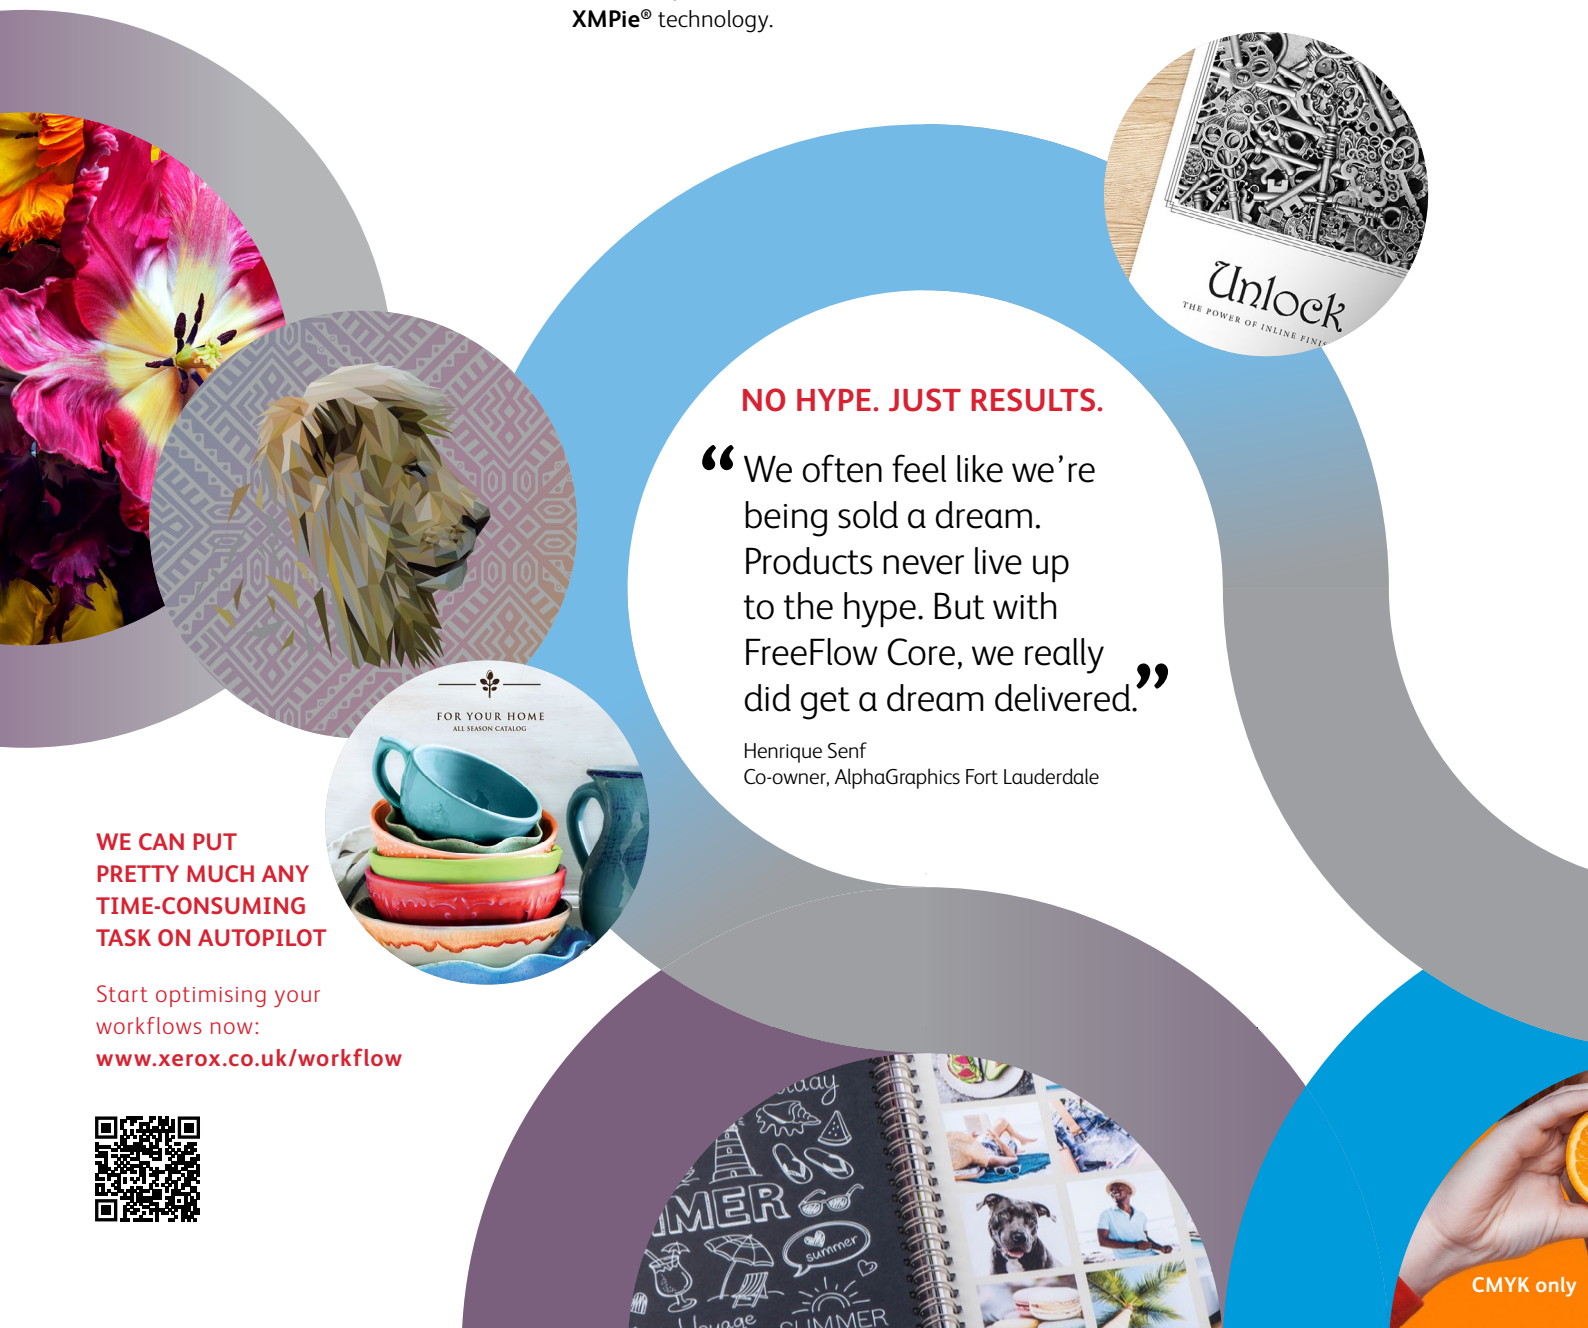 XMPie® technology.
Unlock
THE POWER OF INLINE
NO HYPE. JUST RESULTS.
“We often feel like we’re
being sold a dream.
Products never live up
to the hype. But with
FreeFlow Core, we really
did get a dream delivered.”
Henrique Senf
Co-owner, AlphaGraphics Fort Lauderdale
FOR YOUR HOME
ALL SEASON CATALOG
WE CAN PUT
PRETTY MUCH ANY
TIME-CONSUMING
TASK ON AUTOPILOT
Start optimising your
workflows now:
www.xerox.co.uk/workflow
summer
SUMMER
CMYK only